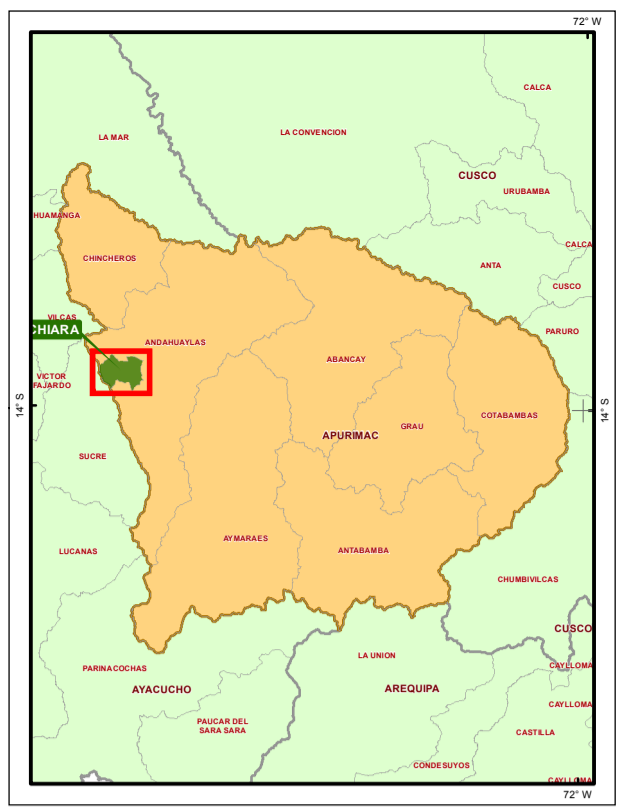 72° W
CALCA
LA CONVENCION
LA MAR
CUSCO
URUBAMBA
HUAMANGA
CALCA
CHINCHEROS
ANTA
CUSCO
VILCAS
CHIARA
PARURO
ANDAHUAYLAS
ABANCAY
VICTOR
FAJARDO
14° S
14° S
COTABAMBAS
GRAU
APURIMAC
SUCRE
AYMARAES
LUCANAS
ANTABAMBA
CHUMBIVILCAS
CUSCO
LA UNION
CAYLLOMA
PARINACOCHAS
AYACUCHO
AREQUIPA
CAYLLOMA
PAUCAR DEL
SARA SARA
CASTILLA
CONDESUYOS
CAYLLOMA
72° W